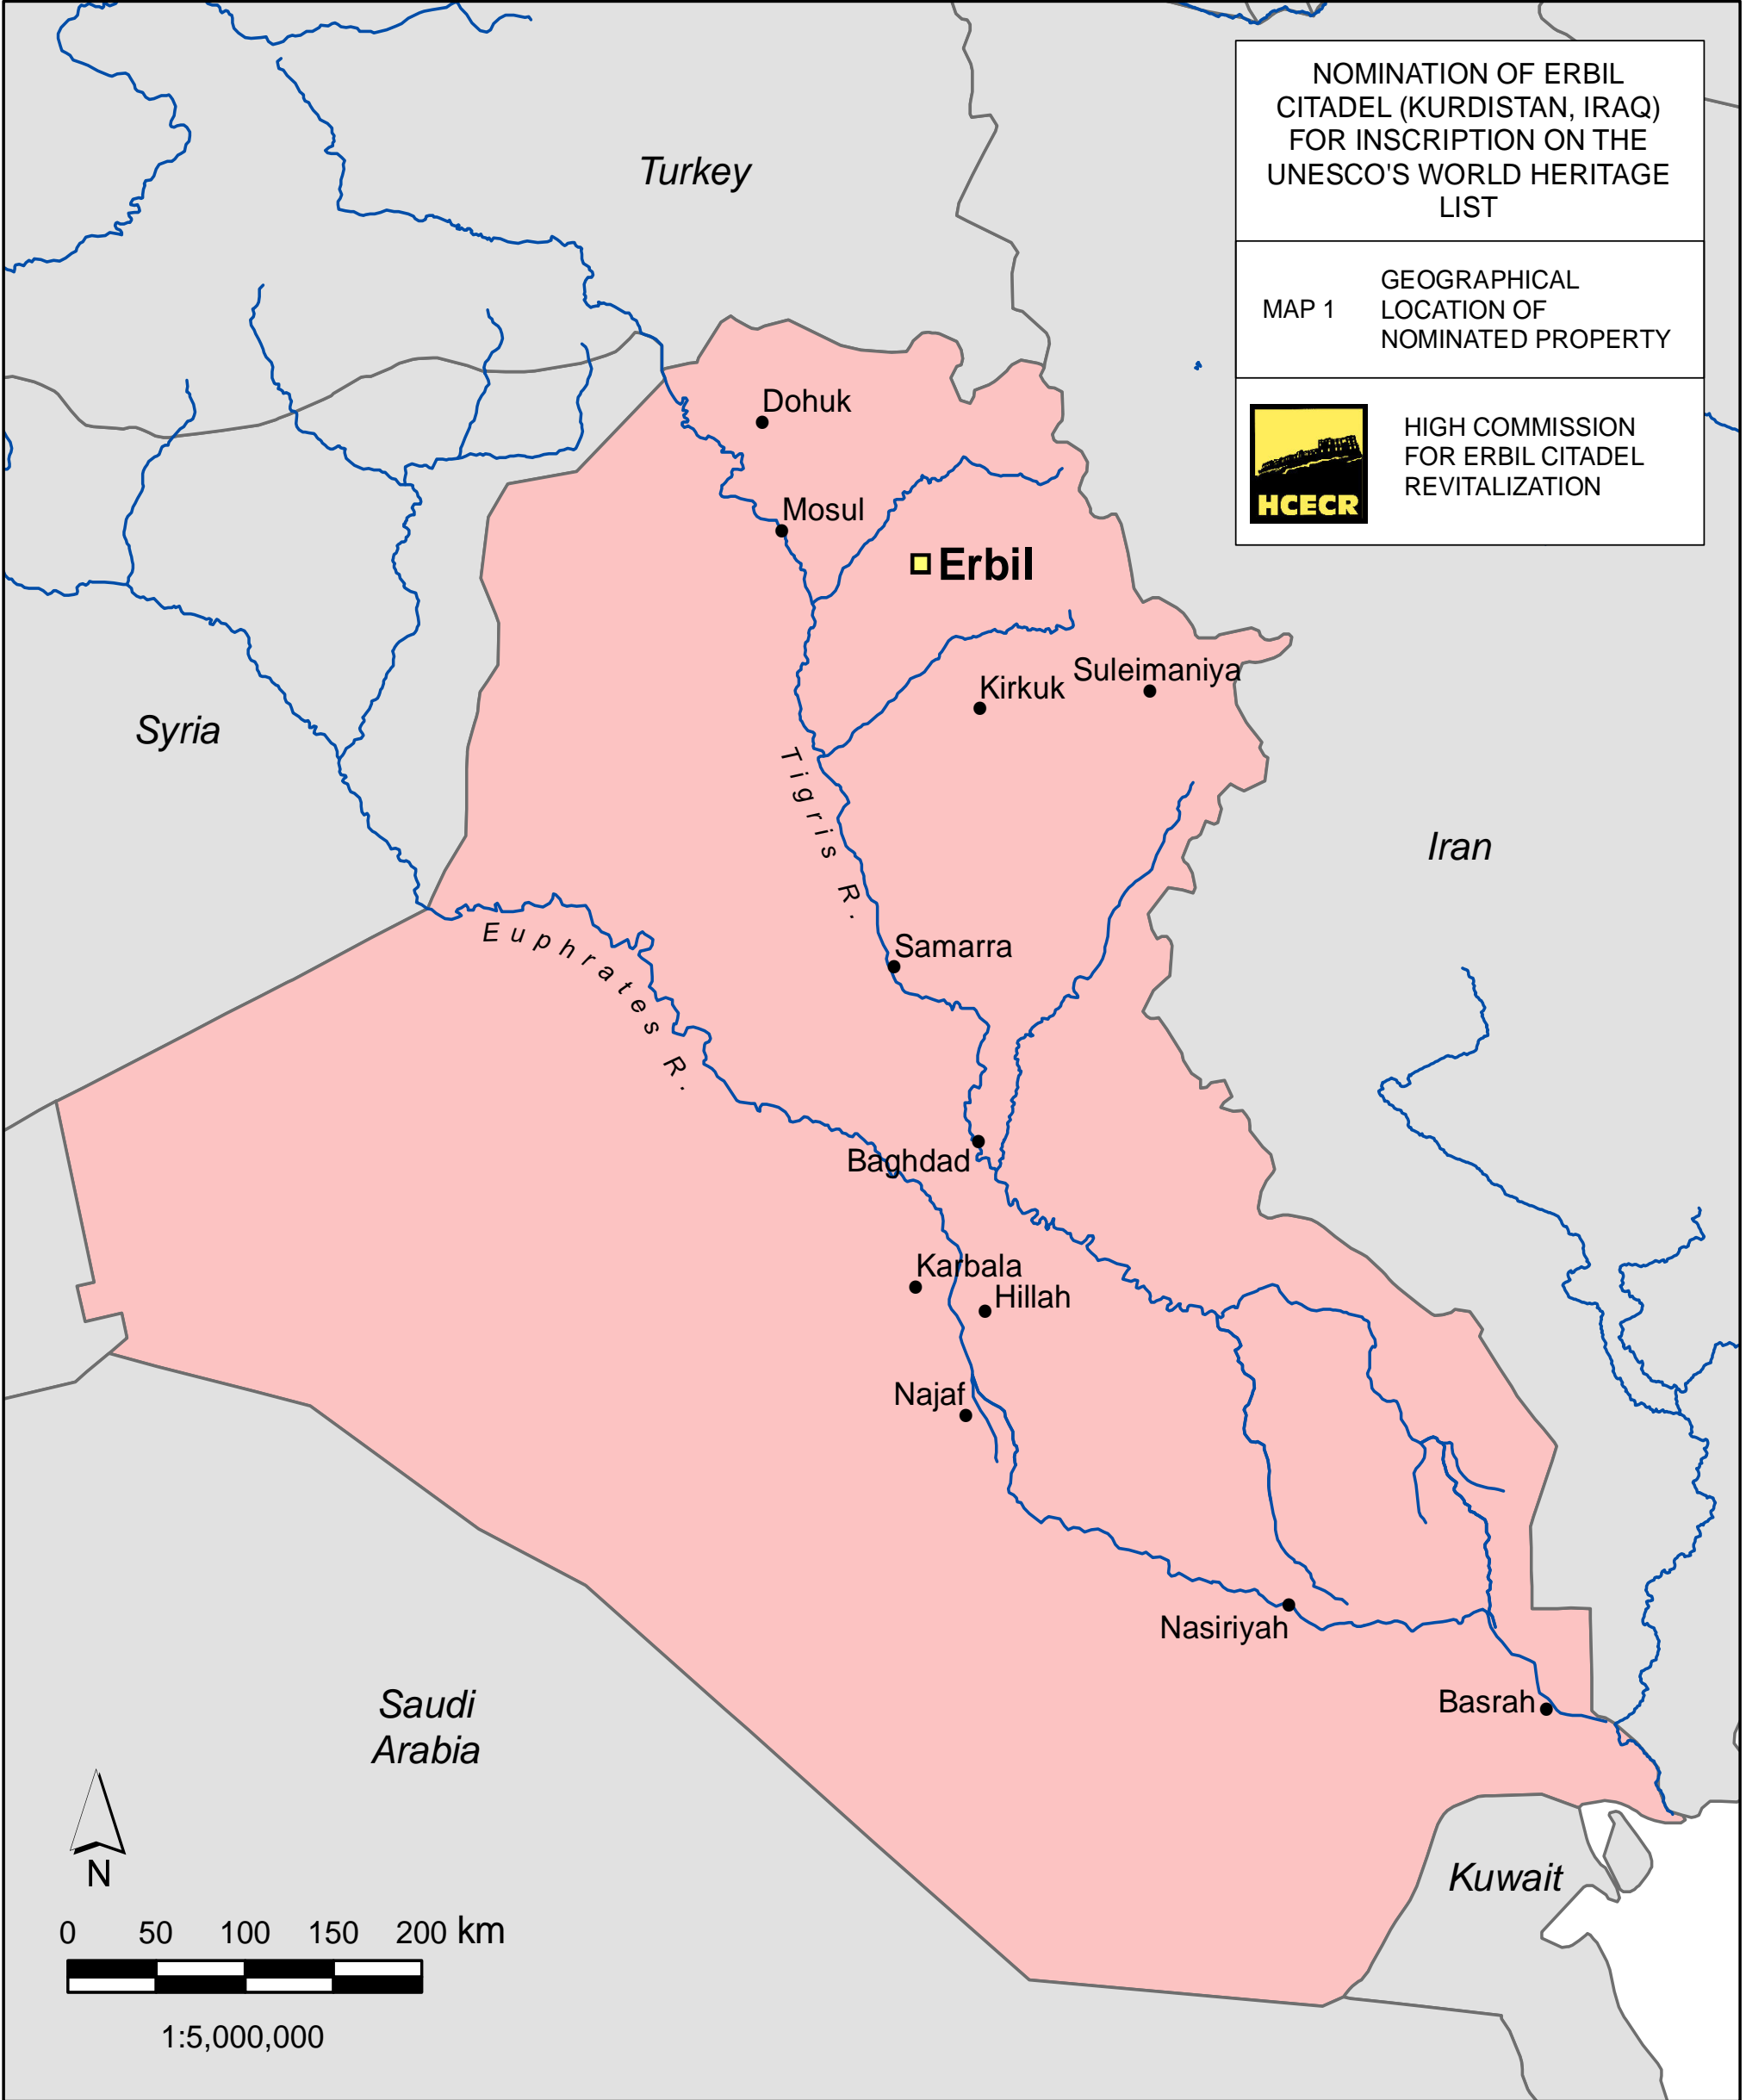 NOMINATION OF ERBIL
CITADEL (KURDISTAN, IRAQ)
FOR INSCRIPTION ON THE
UNESCO'S WORLD HERITAGE
LIST
MAP 1
GEOGRAPHICAL
LOCATION OF
NOMINATED PROPERTY
HCECR
HIGH COMMISSION
FOR ERBIL CITADEL
REVITALIZATION
Turkey
Dohuk
Mosul
Erbil
Suleimaniya
Kirkuk
Syria
Tigris R.
Iran
Samarra
Euphrates R.
Baghdad
Karbala
Hillah
Najaf
Nasiriyah
Basrah
Saudi
Arabia
Kuwait
N
0 50 100 150 200 km
1:5,000,000